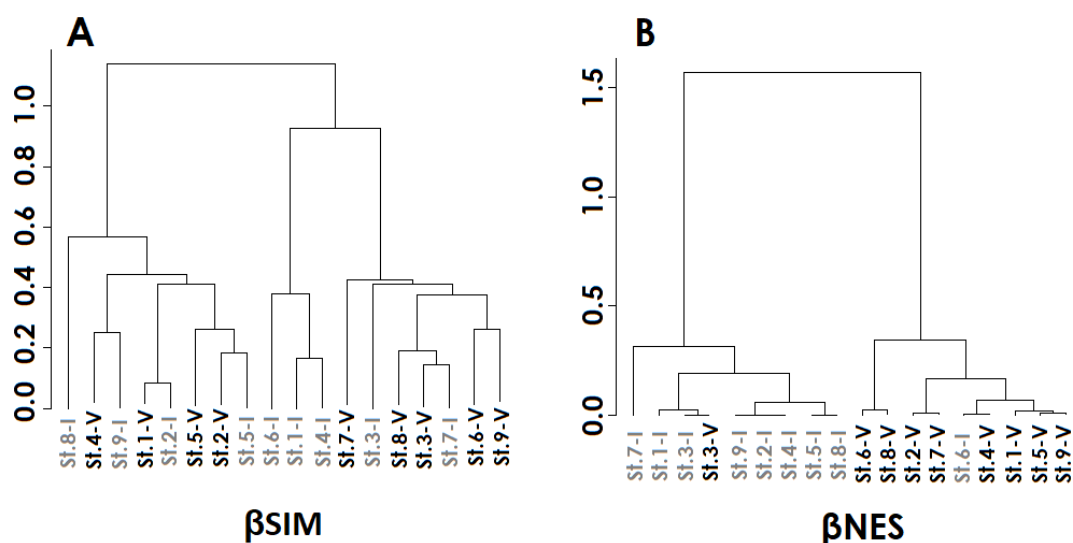 A
1.0
0.8
0.6
0.4
0.2
0.0
St.8-I
St.4-V
St.9-I
St.1-V
St.2-I
St.5-V
St.2-V
St.5-I
St.6-I
St.1-I
St.4-I
St.7-V
St.3-I
St.8-V
St.3-V
St.7-I
St.6-V
St.9-V
βSIM
B
1.5
1.0
0.5
0.0
St.7-I
St.1-I
St.3-I
St.3-V
St.9-I
St.2-I
St.4-I
St.5-I
St.8-I
St.6-V
St.8-V
St.2-V
St.7-V
St.6-I
St.4-V
St.1-V
St.5-V
St.9-V
βNES